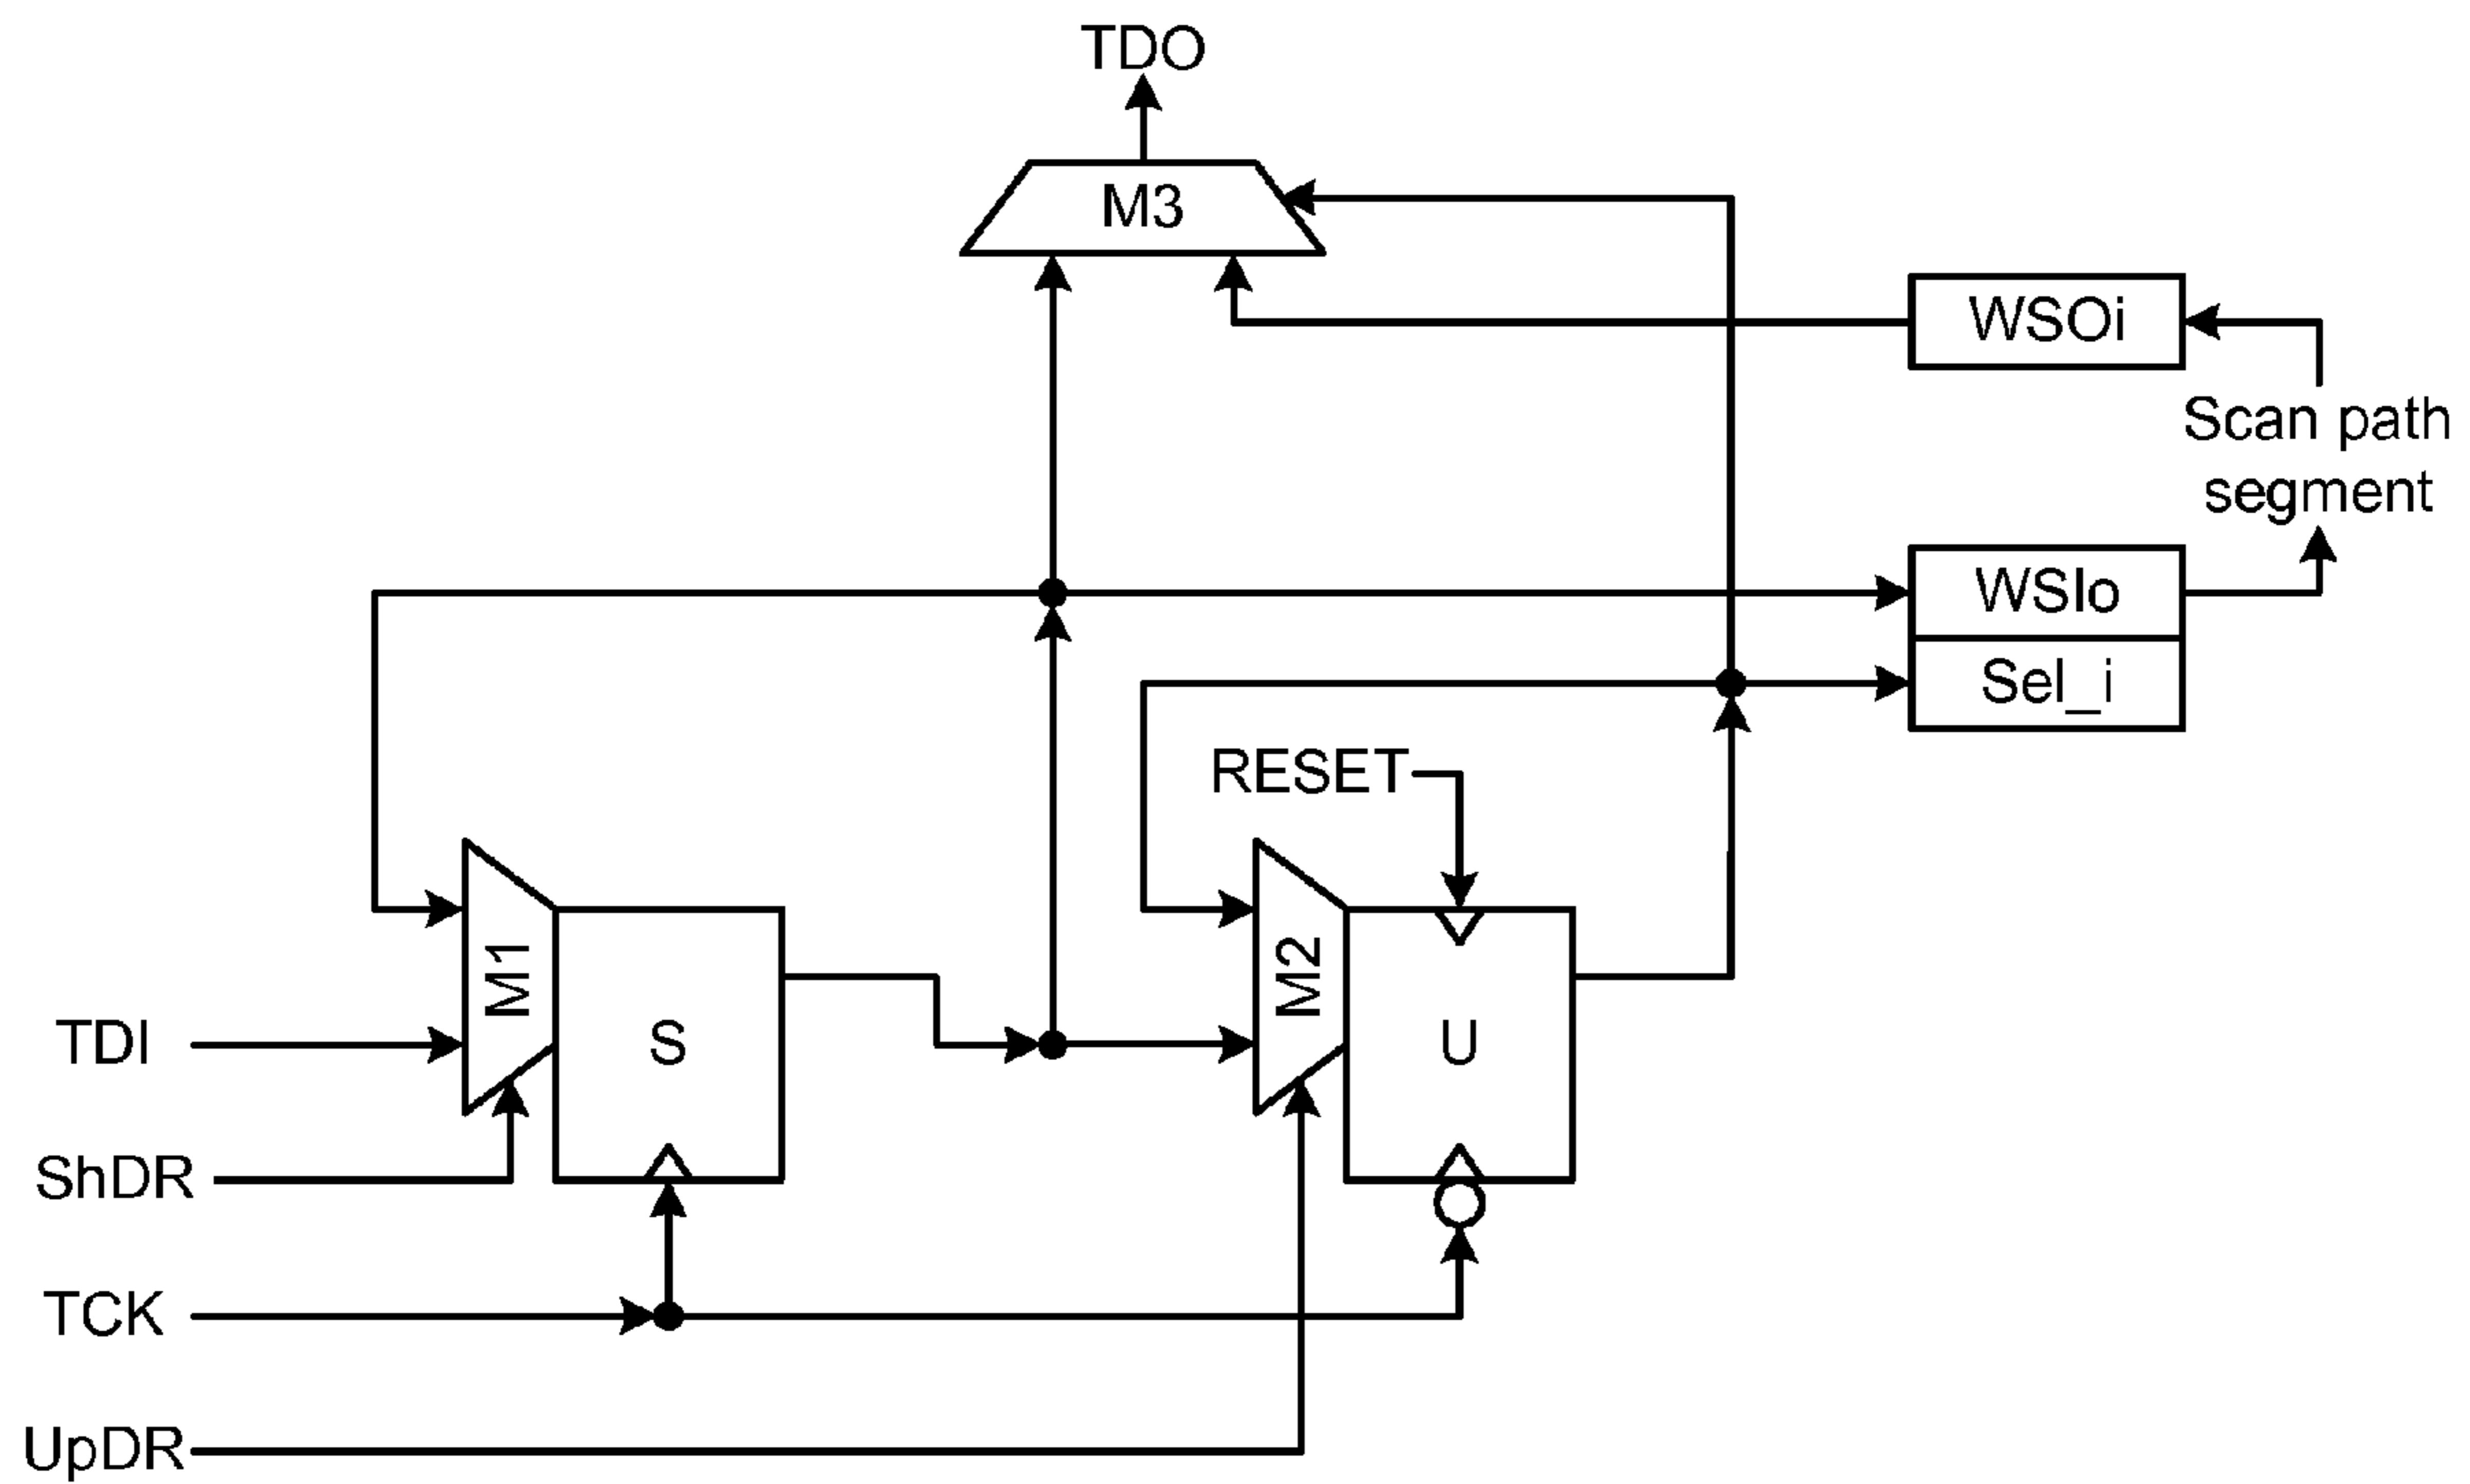 TDO
M3
WSOi
Scan path
segment
WSIo
Sel_i
RESET
M1
M2
TDI
S
U
ShDR
TCK
UpDR